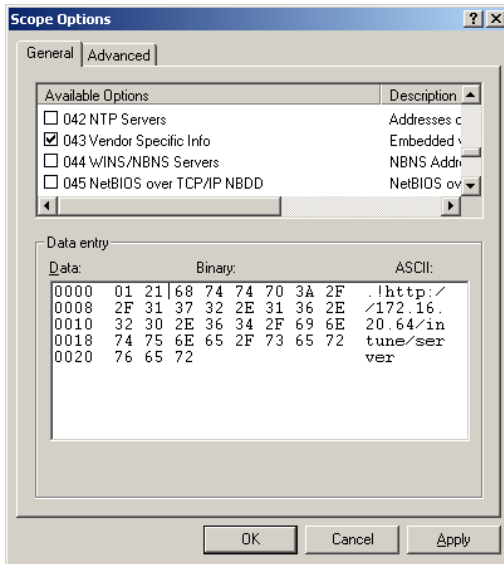 Scope Options
General Advanced
Available Options Description
042 NTP Servers Addresses o
043 Vendor Specific Info Embedded v
044 WINS/NBNS Servers NBNS Addr
045 NetBIOS over TCP/IP NBDD NetBIOS ov
Data entry
Data: Binary: ASCII:
0000 01 21 68 74 74 70 3A 2F .!http:/
0008 2F 31 37 32 2E 31 36 2E /172.16.
0010 32 30 2E 36 34 2F 69 6E 20.64/in
0018 74 75 6E 65 2F 73 65 72 tune/ser
0020 76 65 72 ver
OK Cancel Apply